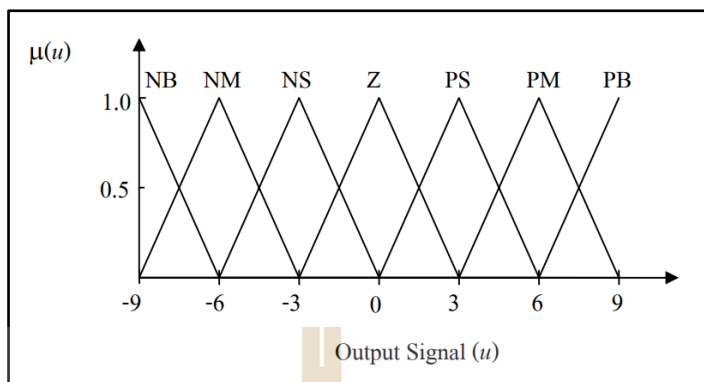 μ(u)
NB NM NS Z PS PM PB
1.0
0.5
-9 -6 -3 0 3 6 9
Output Signal (u)